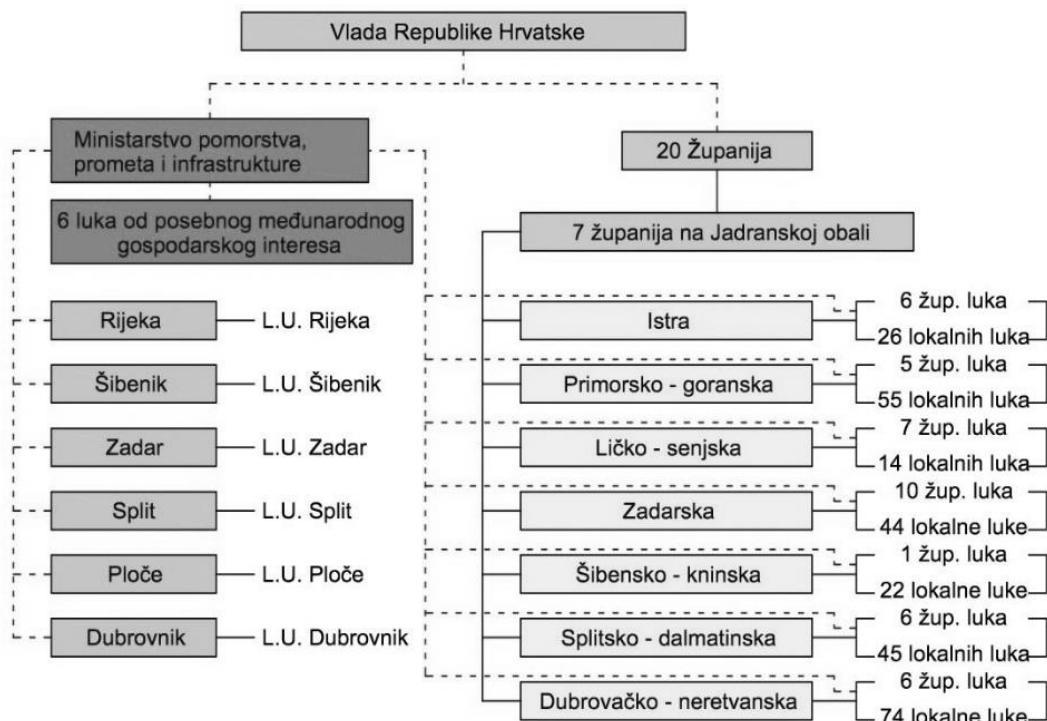 Vlada Republike Hrvatske
Ministarstvo pomorstva,
prometa i infrastrukture
20 Županija
6 luka od posebnog međunarodnog
gospodarskog interesa
7 županija na Jadranskoj obali
Rijeka
L.U. Rijeka
Šibenik
L.U. Šibenik
Zadar
L.U. Zadar
Split
L.U. Split
Ploče
L.U. Ploče
Dubrovnik
L.U. Dubrovnik
Istra
6 žup. luka
26 lokalnih luka
Primorsko - goranska
5 žup. luka
55 lokalnih luka
Ličko - senjska
7 žup. luka
14 lokalnih luka
Zadarska
10 žup. luka
44 lokalne luke
Šibensko - kninska
1 žup. luka
22 lokalne luke
Splitsko - dalmatinska
6 žup. luka
45 lokalnih luka
Dubrovačko - neretvanska
6 žup. luka
74 lokalne luke